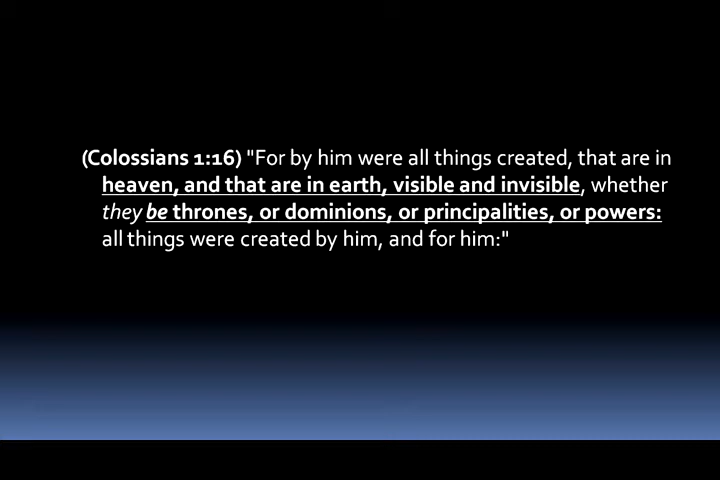 (Colossians 1:16) "For by him were all things created, that are in
heaven, and that are in earth, visible and invisible, whether
they be thrones, or dominions, or principalities, or powers:
all things were created by him, and for him:"